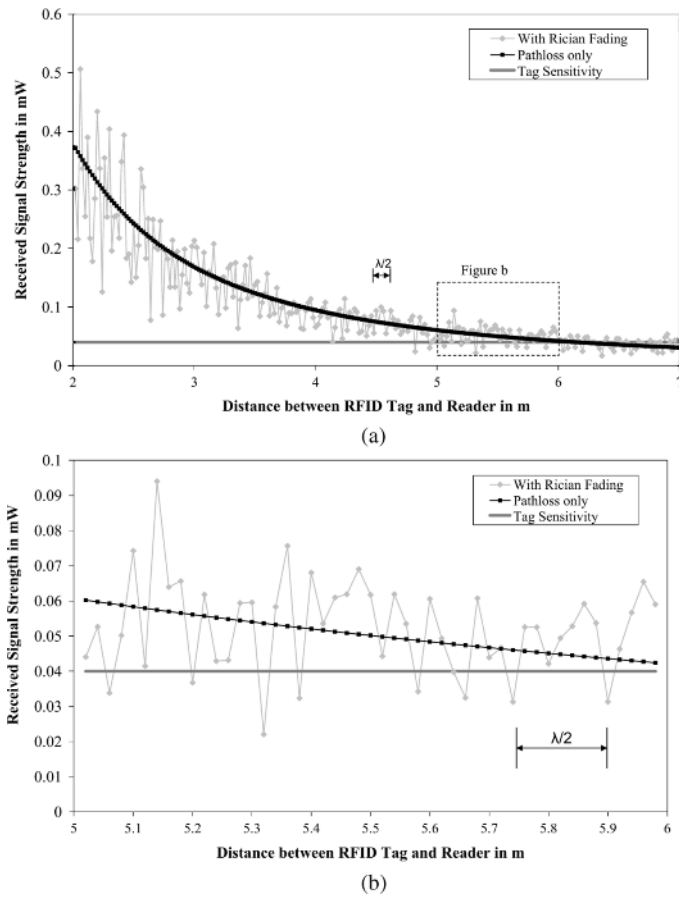 0.6
0.5
0.4
0.3
0.2
0.1
0
Received Signal Strength in mW
With Rician Fading
Pathloss only
Tag Sensitivity
λ/2
Figure b
2 3 4 5 6 7
Distance between RFID Tag and Reader in m
(a)
0.1
0.09
0.08
0.07
0.06
0.05
0.04
0.03
0.02
0.01
0
Received Signal Strength in mW
With Rician Fading
Pathloss only
Tag Sensitivity
λ/2
5 5.1 5.2 5.3 5.4 5.5 5.6 5.7 5.8 5.9 6
Distance between RFID Tag and Reader in m
(b)